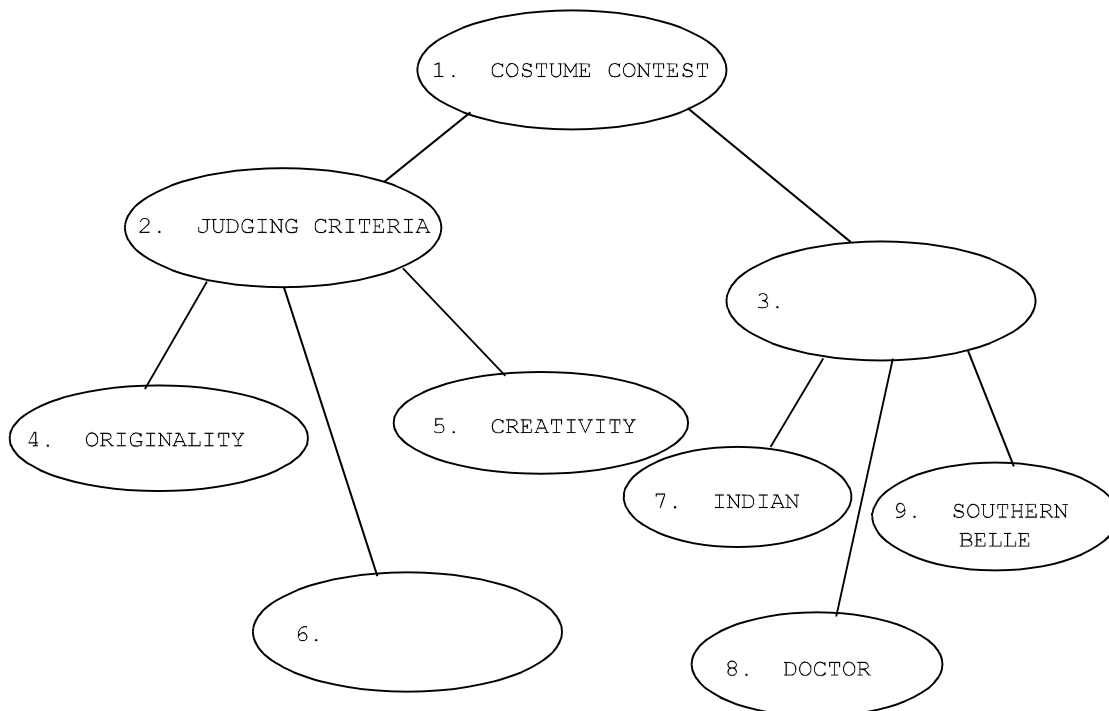 1. COSTUME CONTEST
2. JUDGING CRITERIA
3.
4. ORIGINALITY
5. CREATIVITY
6.
7. INDIAN
8. DOCTOR
9. SOUTHERN
BELLE